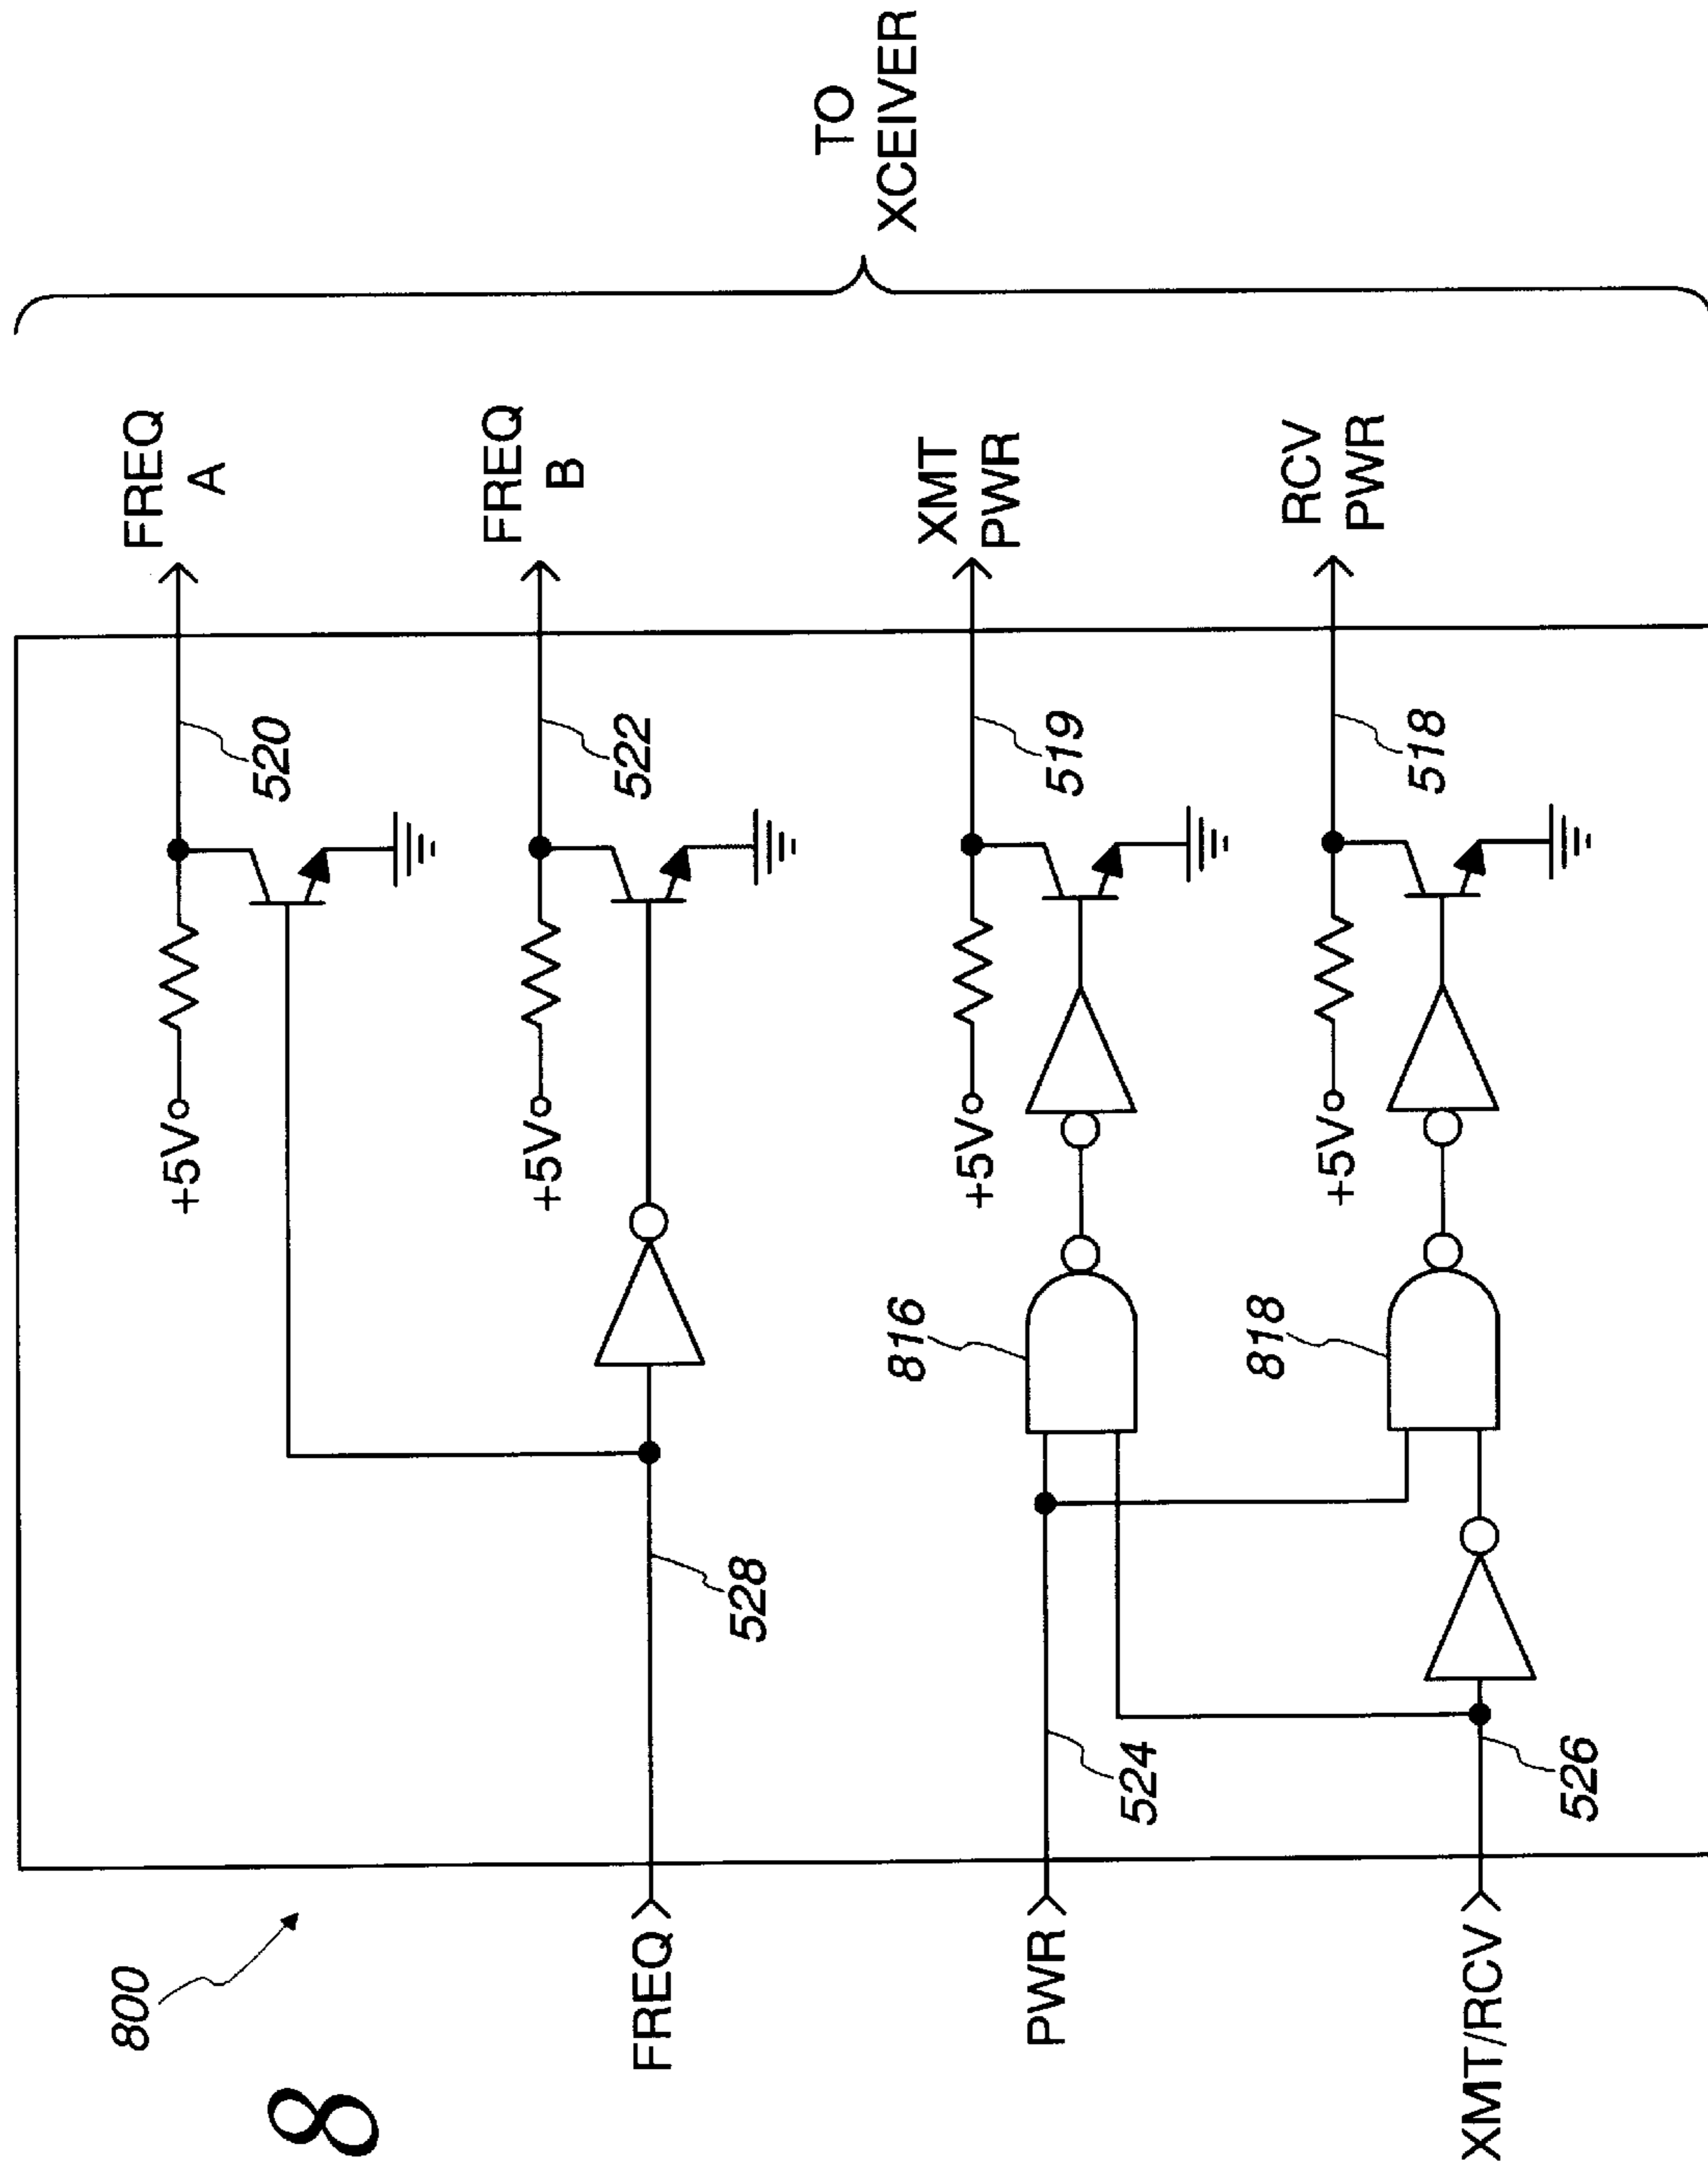 8
800
TO
XCEIVER
FREQ
A
+5V
520
FREQ
B
+5V
522
FREQ
528
XMT
PWR
+5V
519
816
PWR
524
RCV
PWR
+5V
518
818
XMT/RCV
526